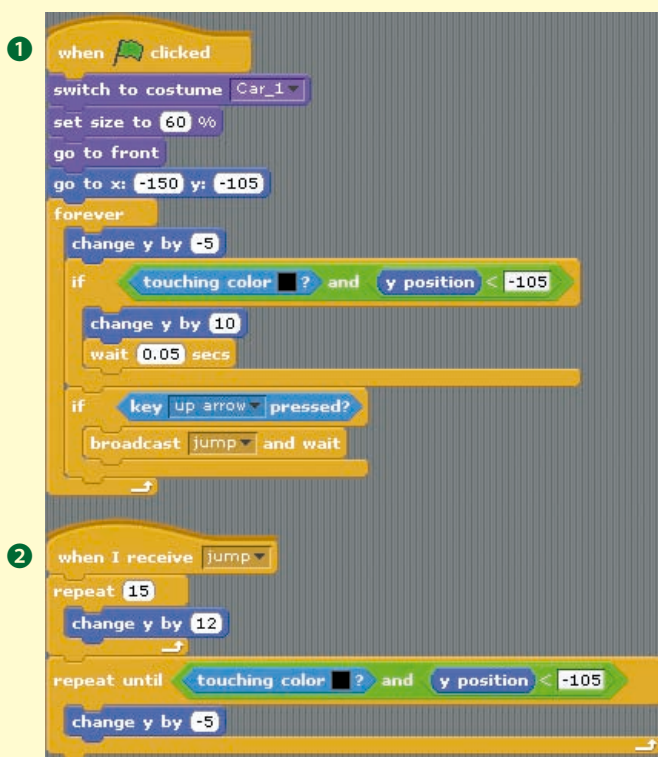 1 when clicked
switch to costume Car_1
set size to 60 %
go to front
go to x: -150 y: -105
forever
change y by -5
if touching color ? and y position < -105
change y by 10
wait 0.05 secs
if key up arrow pressed?
broadcast jump and wait
2 when I receive jump
repeat 15
change y by 12
repeat until touching color ? and y position < -105
change y by -5